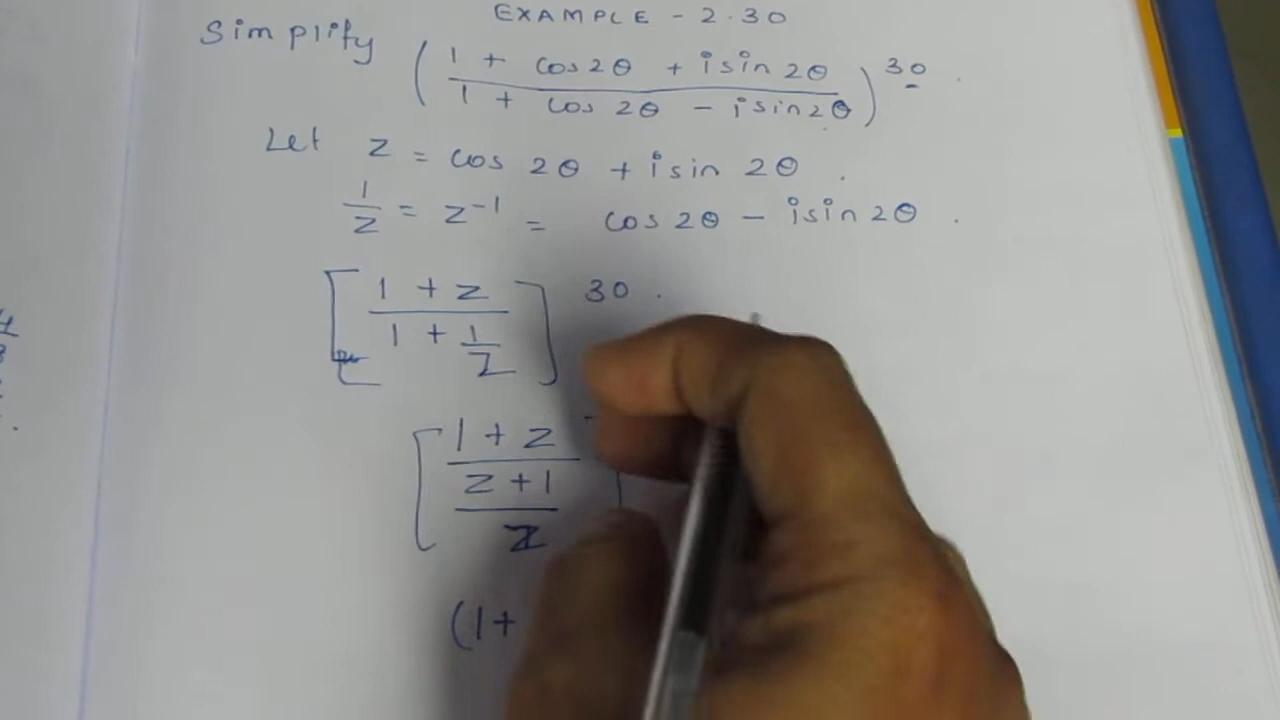 EXAMPLE - 2.30
Simplify ( 1 + cos 2θ + i sin 2θ / 1 + cos 2θ - i sin 2θ ) 30 .
Let z = cos 2θ + i sin 2θ .
1/z = z⁻¹ = cos 2θ - i sin 2θ .
[ 1 + z / 1 + 1/z ] 30 .
[ 1 + z / z + 1 / z
(1+